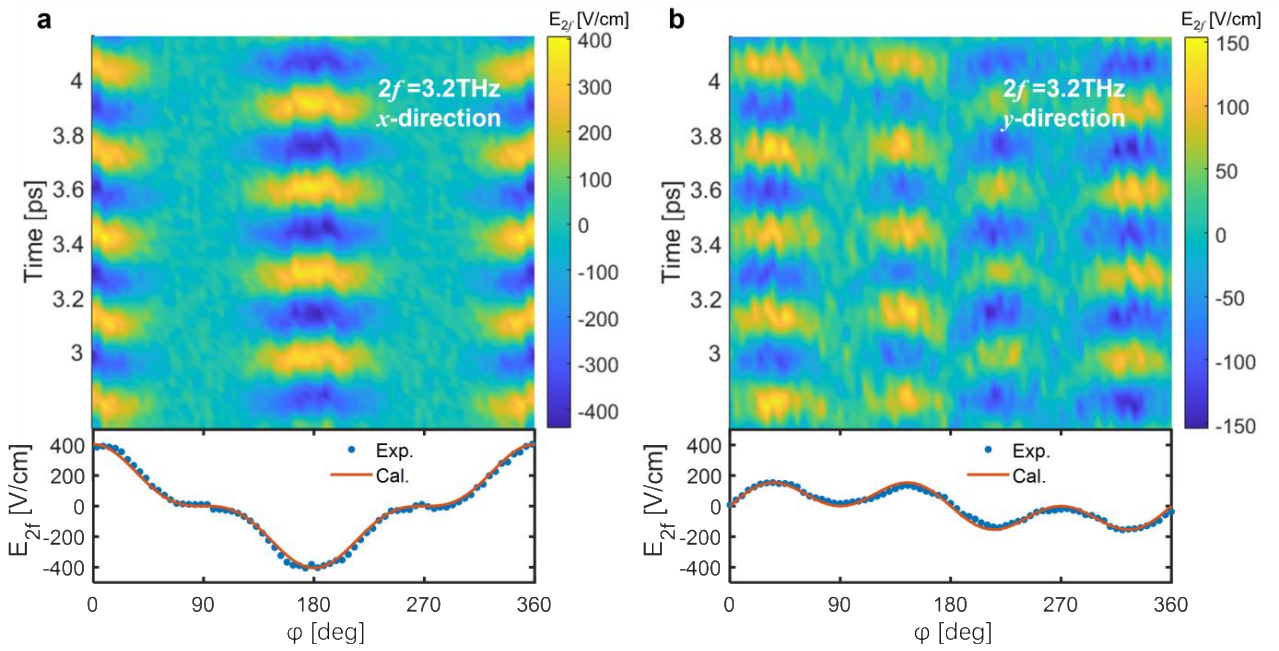 a
E2f [V/cm]
2f=3.2THz
x-direction
Time [ps]
4
3.8
3.6
3.4
3.2
3
400
300
200
100
0
-100
-200
-300
-400
E2f [V/cm]
400
200
0
-200
-400
Exp.
Cal.
0 90 180 270 360
φ [deg]
b
E2f [V/cm]
2f=3.2THz
y-direction
Time [ps]
4
3.8
3.6
3.4
3.2
3
150
100
50
0
-50
-100
-150
E2f [V/cm]
400
200
0
-200
-400
Exp.
Cal.
0 90 180 270 360
φ [deg]